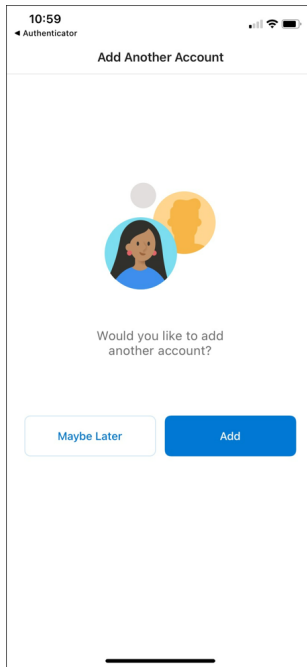 10:59
◀ Authenticator
Add Another Account
Would you like to add
another account?
Maybe Later
Add